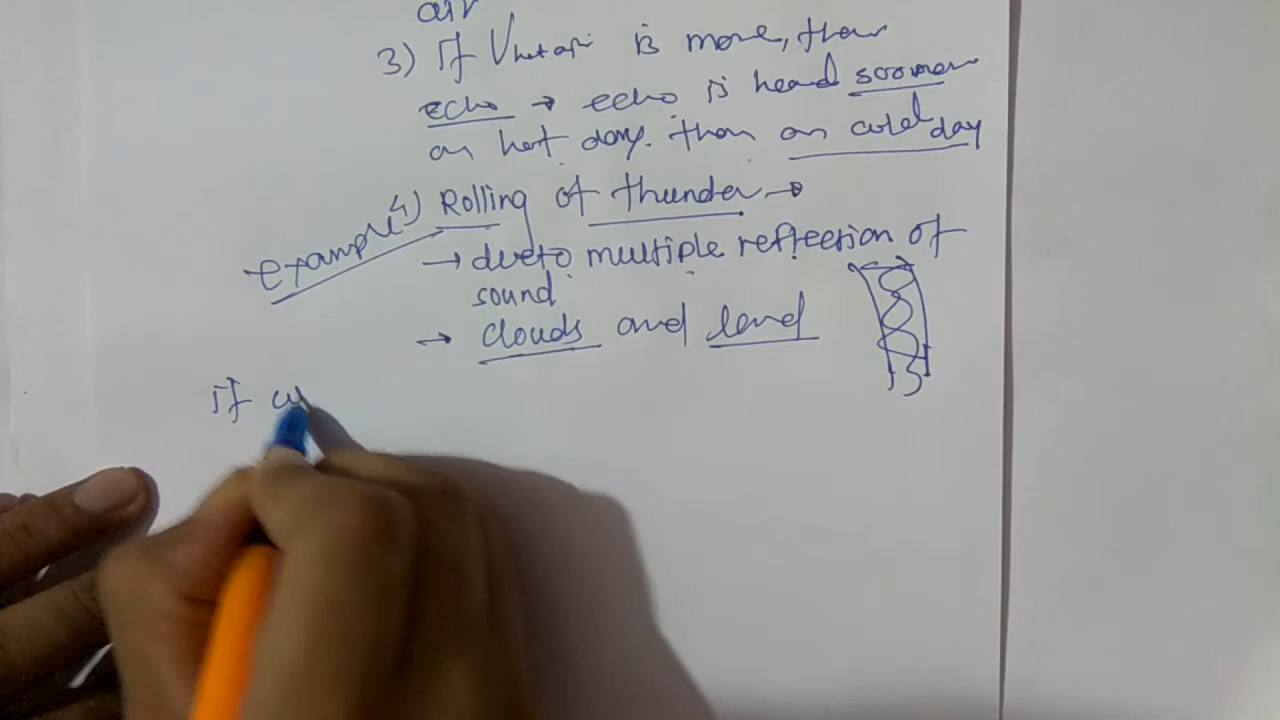 air
3) If Vhot air is more, then
echo → echo is heard sooner
on hot day. than on cold day
example 4) Rolling of thunder →
→ due to multiple reflection of
sound
→ clouds and land
if